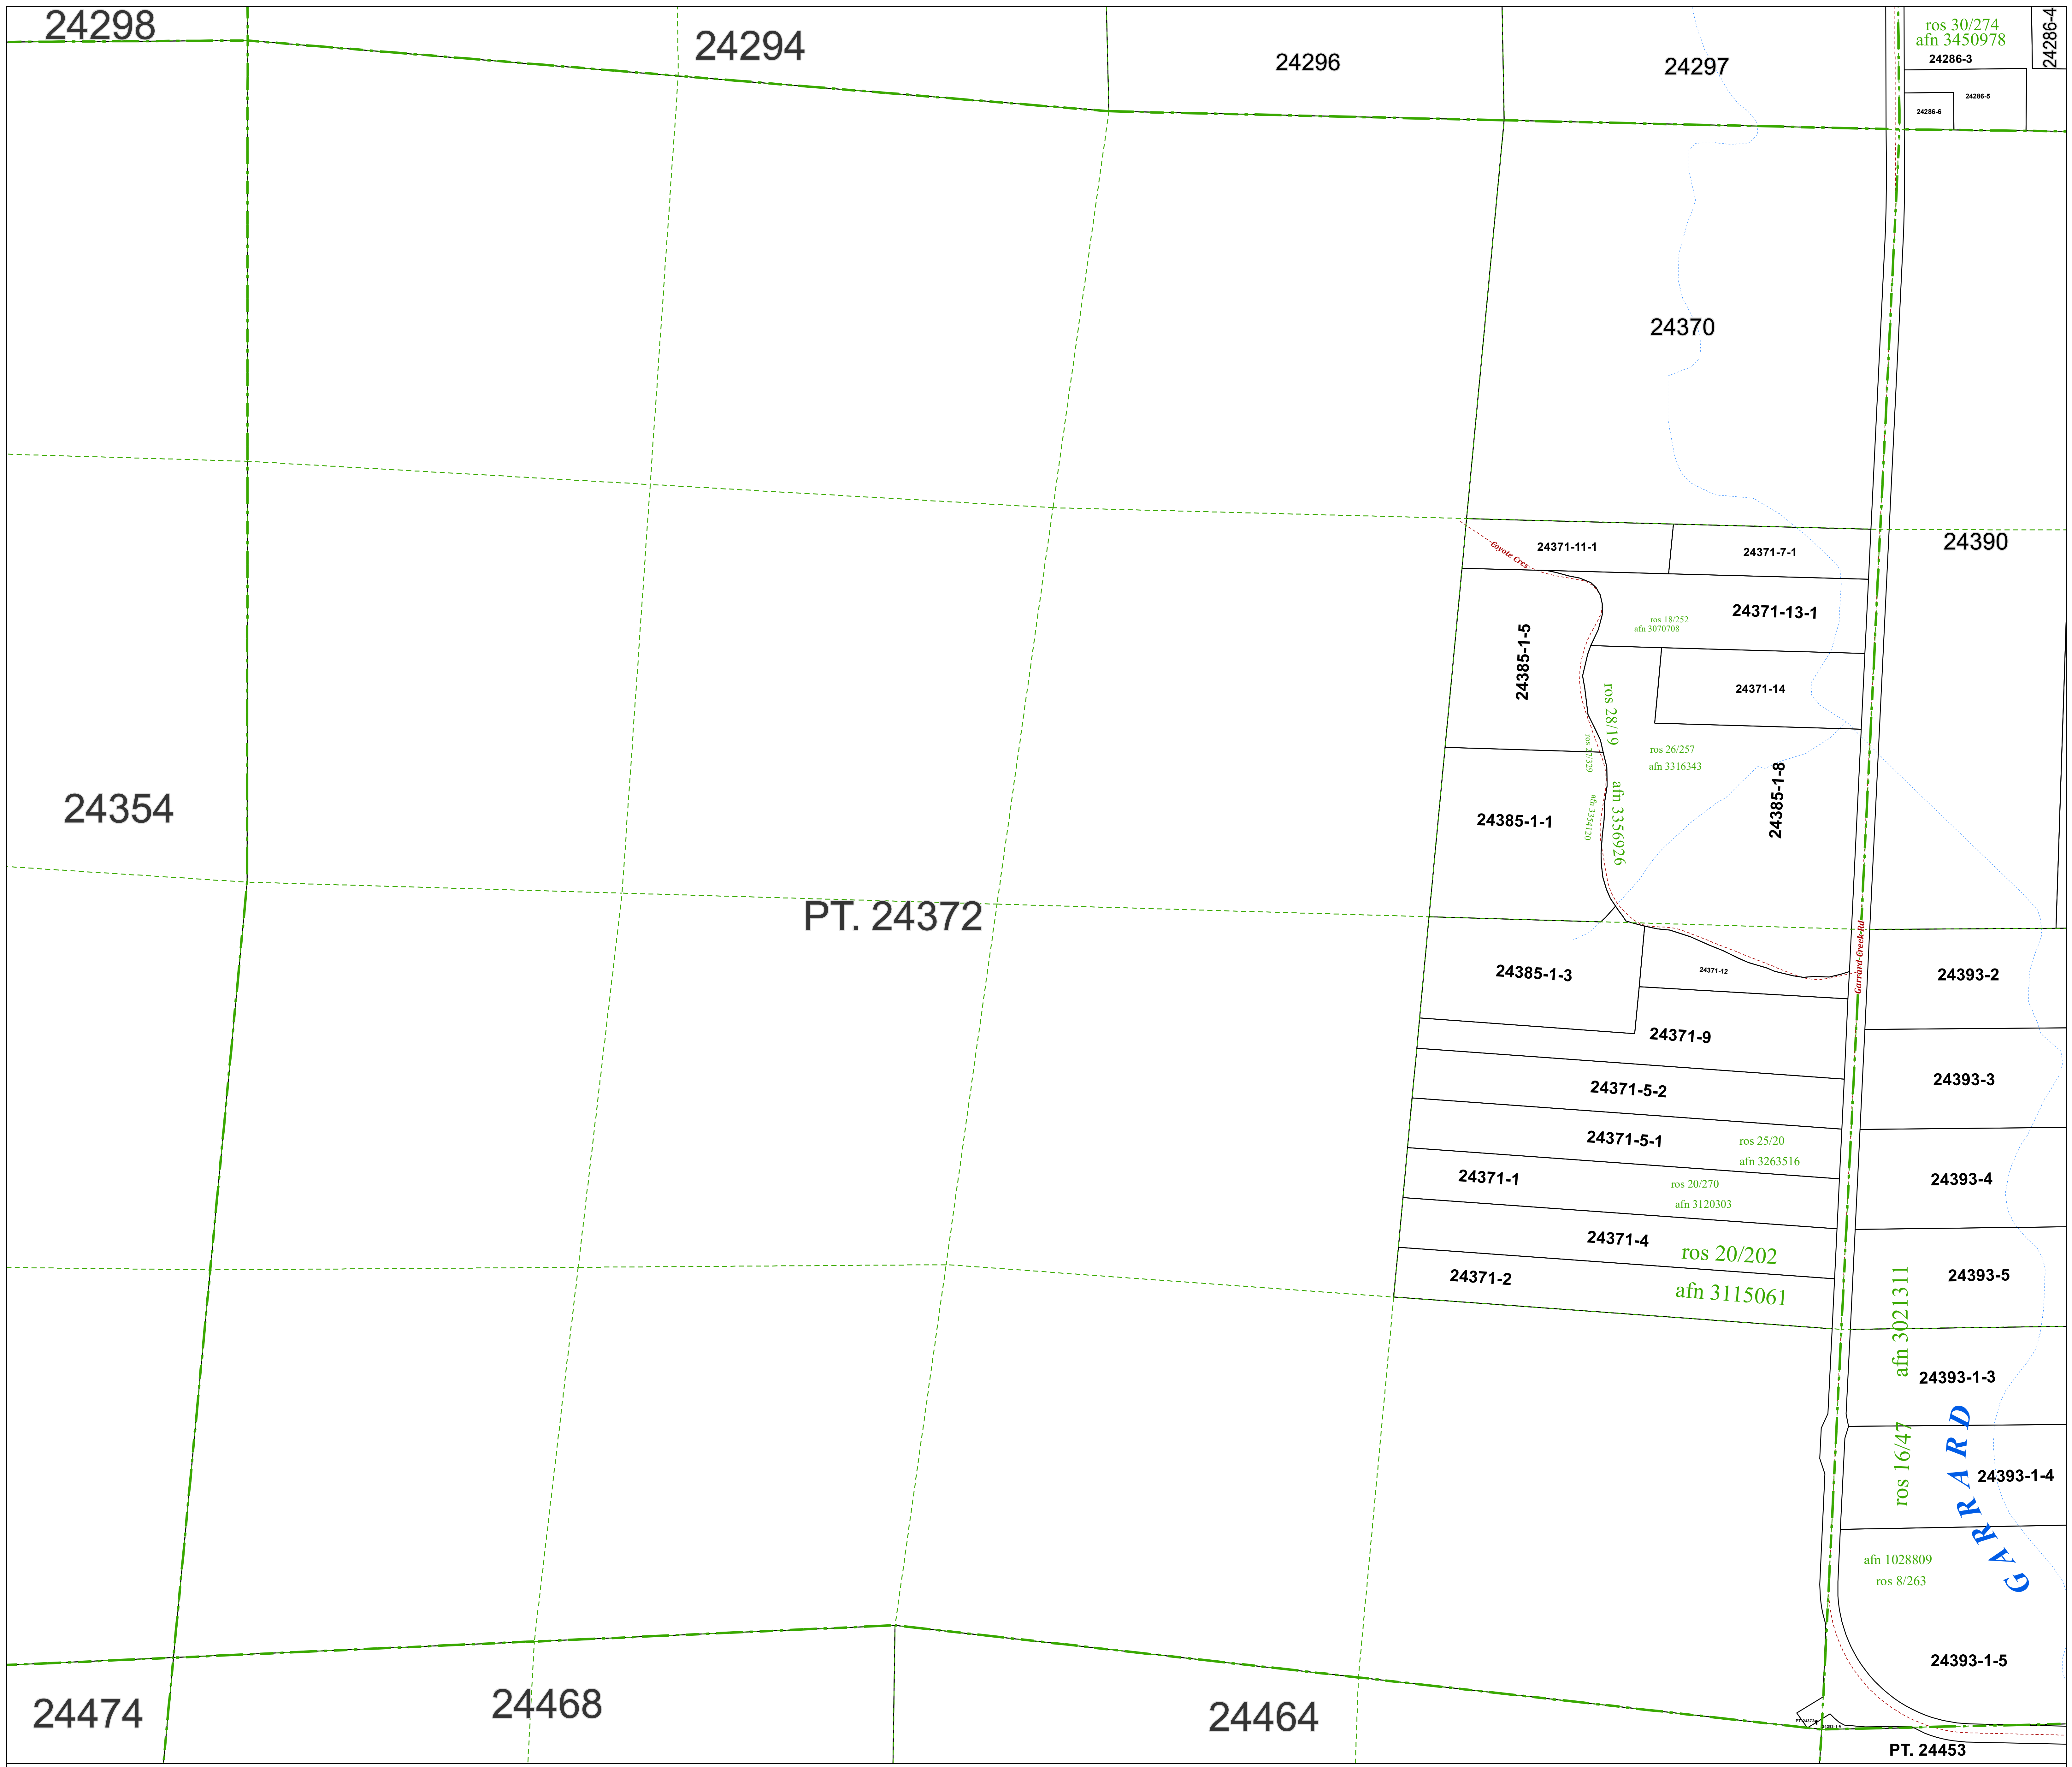 24298
24294
24296
24297
ros 30/274
afn 3450978
24286-3
24286-4
24286-5
24286-6
24370
24390
Coyote Cres
24371-11-1
24371-7-1
24371-13-1
ros 18/252
afn 3070708
24385-1-5
24371-14
ros 28/19
afn 3356926
ros 27/329
afn 3354120
ros 26/257
afn 3316343
24385-1-8
24354
24385-1-1
PT. 24372
Garrard Creek Rd
24385-1-3
24371-12
24393-2
24371-9
24393-3
24371-5-2
24371-5-1
ros 25/20
afn 3263516
24371-1
ros 20/270
afn 3120303
24393-4
24371-4
ros 20/202
24371-2
afn 3115061
24393-5
ros 16/47 afn 3021311
24393-1-3
GARRARD
24393-1-4
afn 1028809
ros 8/263
24393-1-5
24474
24468
24464
PT. 24453